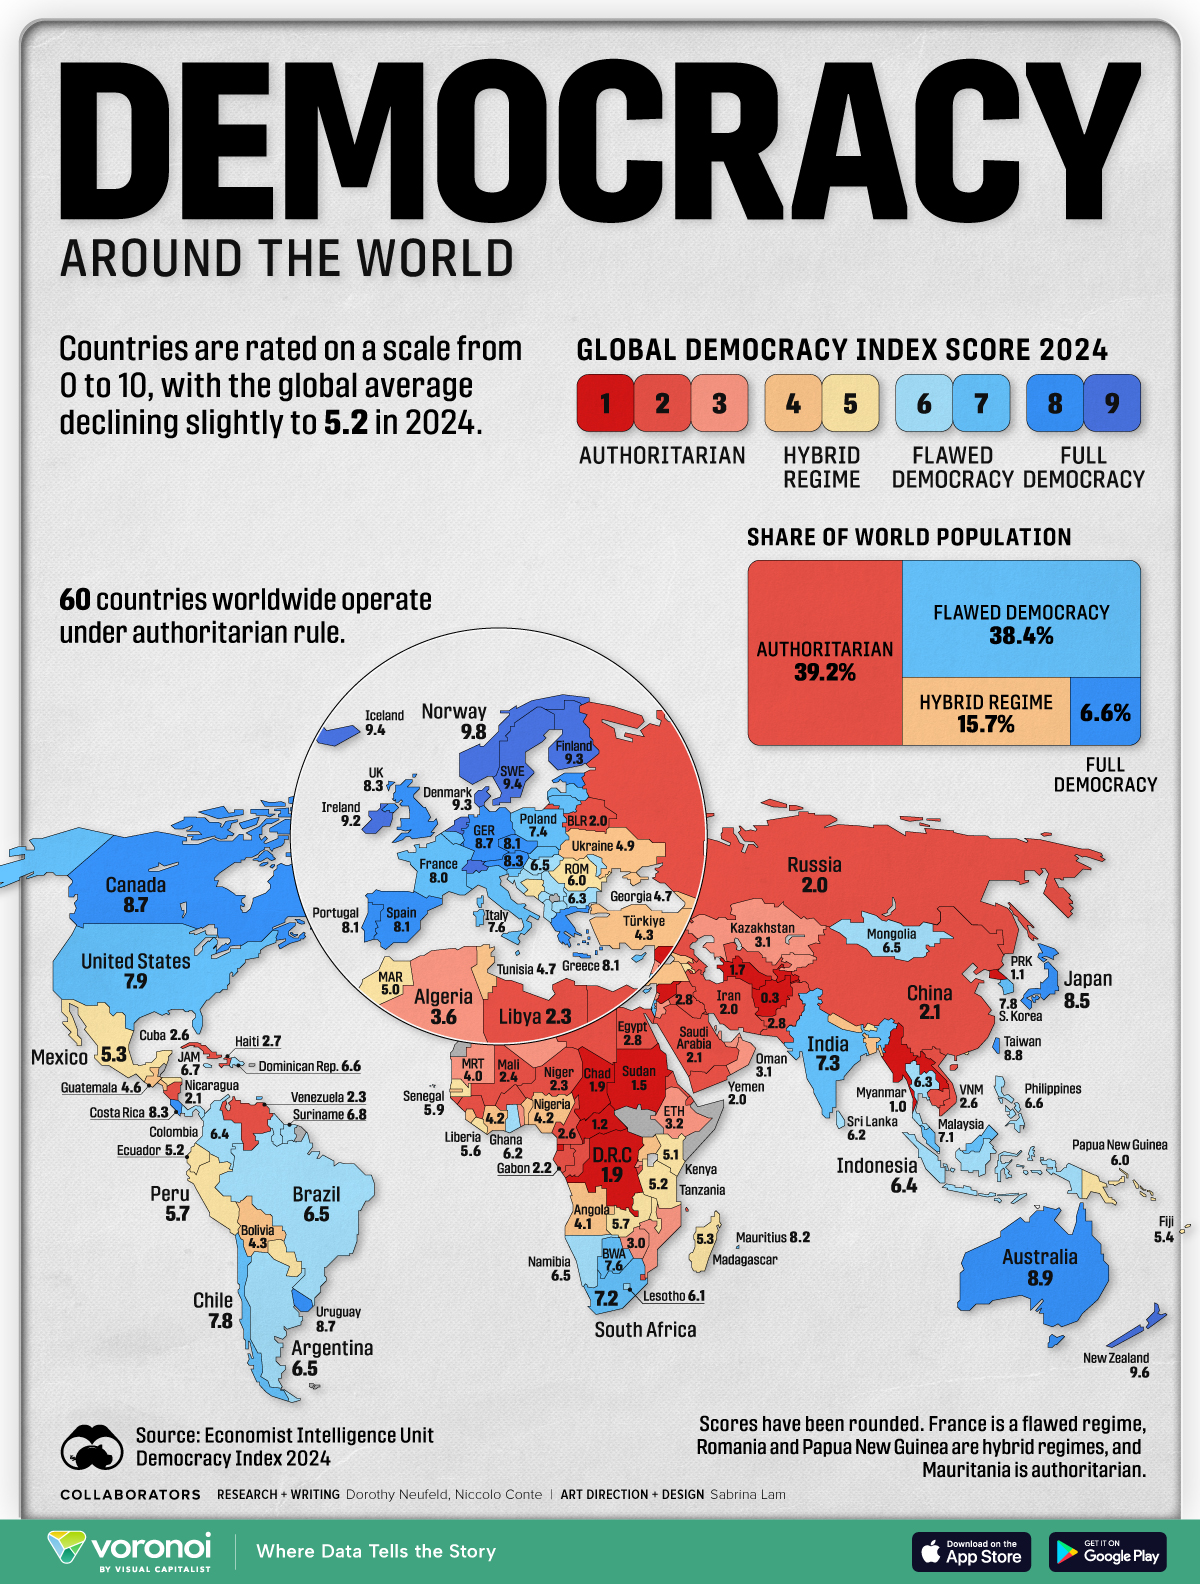 DEMOCRACY
AROUND THE WORLD
Countries are rated on a scale from
0 to 10, with the global average
declining slightly to 5.2 in 2024.
GLOBAL DEMOCRACY INDEX SCORE 2024
1 2 3 4 5 6 7 8 9
AUTHORITARIAN
HYBRID
REGIME
FLAWED
DEMOCRACY
FULL
DEMOCRACY
SHARE OF WORLD POPULATION
AUTHORITARIAN
39.2%
FLAWED DEMOCRACY
38.4%
HYBRID REGIME
15.7%
6.6%
FULL
DEMOCRACY
60 countries worldwide operate
under authoritarian rule.
Iceland
9.4
Norway
9.8
Finland
9.3
SWE
9.4
UK
8.3
Denmark
9.3
Ireland
9.2
GER
8.7
8.1
Poland
7.4
BLR 2.0
Ukraine 4.9
France
8.0
8.3
6.5
ROM
6.0
6.3
Georgia 4.7
Portugal
8.1
Spain
8.1
Italy
7.6
Türkiye
4.3
Tunisia 4.7
Greece 8.1
MAR
5.0
Algeria
3.6
Libya 2.3
Canada
8.7
United States
7.9
Mexico
5.3
Cuba 2.6
Haiti 2.7
JAM
6.7
Dominican Rep. 6.6
Guatemala 4.6
Nicaragua
2.1
Costa Rica 8.3
Venezuela 2.3
Suriname 6.8
Colombia
6.4
Ecuador 5.2
Peru
5.7
Brazil
6.5
Bolivia
4.3
Chile
7.8
Uruguay
8.7
Argentina
6.5
Russia
2.0
Kazakhstan
3.1
Mongolia
6.5
1.7
2.8
Iran
2.0
0.3
2.8
China
2.1
PRK
1.1
7.8
S. Korea
Japan
8.5
Taiwan
8.8
India
7.3
Egypt
2.8
Saudi
Arabia
2.1
Oman
3.1
Yemen
2.0
MRT
4.0
Mali
2.4
Niger
2.3
Chad
1.9
Sudan
1.5
Senegal
5.9
4.2
Nigeria
4.2
ETH
3.2
Liberia
5.6
Ghana
6.2
2.6
1.2
Gabon 2.2
D.R.C
1.9
5.1
Kenya
5.2
Tanzania
Angola
4.1
5.7
3.0
5.3
Madagascar
Mauritius 8.2
Namibia
6.5
BWA
7.6
7.2
Lesotho 6.1
South Africa
Myanmar
1.0
6.3
VNM
2.6
Philippines
6.6
Sri Lanka
6.2
Malaysia
7.1
Indonesia
6.4
Papua New Guinea
6.0
Fiji
5.4
Australia
8.9
New Zealand
9.6
Source: Economist Intelligence Unit
Democracy Index 2024
Scores have been rounded. France is a flawed regime,
Romania and Papua New Guinea are hybrid regimes, and
Mauritania is authoritarian.
COLLABORATORS RESEARCH + WRITING Dorothy Neufeld, Niccolo Conte | ART DIRECTION + DESIGN Sabrina Lam
voronoi
BY VISUAL CAPITALIST
Where Data Tells the Story
Download on the
App Store
GET IT ON
Google Play